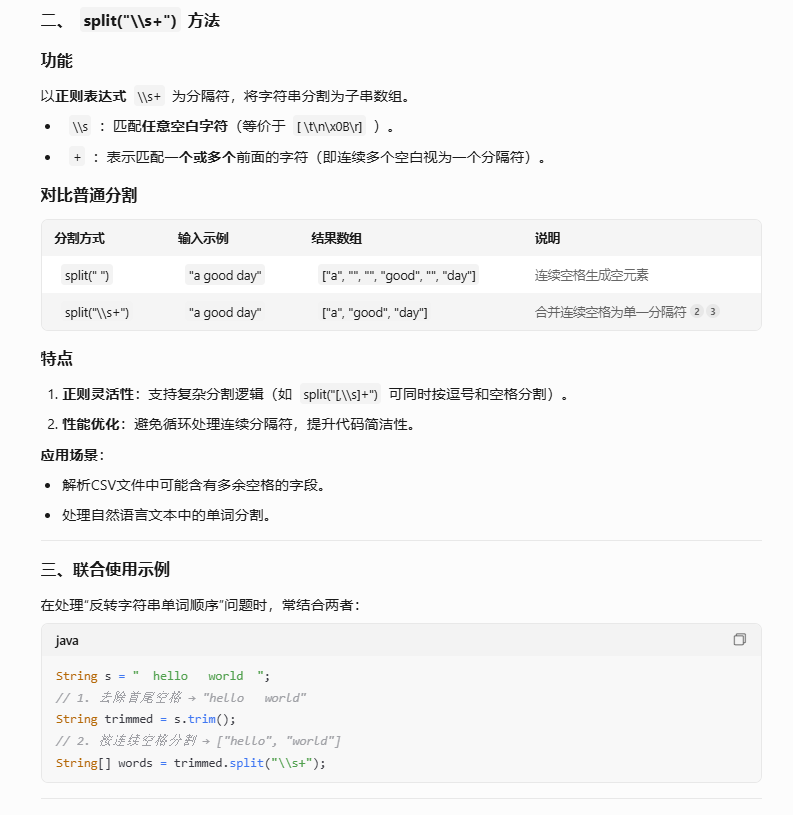 二、 split("\\s+") 方法
功能
以正则表达式 \\s+ 为分隔符，将字符串分割为子串数组。
• \\s ：匹配任意空白字符（等价于 [ \t\n\x0B\r] ）。
• + ：表示匹配一个或多个前面的字符（即连续多个空白视为一个分隔符）。
对比普通分割
分割方式 输入示例 结果数组 说明
split(" ") "a good day" ["a", "", "", "good", "", "day"] 连续空格生成空元素
split("\\s+") "a good day" ["a", "good", "day"] 合并连续空格为单一分隔符 2 3
特点
1. 正则灵活性：支持复杂分割逻辑（如 split("[,\\s]+") 可同时按逗号和空格分割）。
2. 性能优化：避免循环处理连续分隔符，提升代码简洁性。
应用场景：
• 解析CSV文件中可能含有多余空格的字段。
• 处理自然语言文本中的单词分割。
三、联合使用示例
在处理“反转字符串单词顺序”问题时，常结合两者：
java
String s = "  hello   world  ";
// 1. 去除首尾空格 → "hello   world"
String trimmed = s.trim();
// 2. 按连续空格分割 → ["hello", "world"]
String[] words = trimmed.split("\\s+");